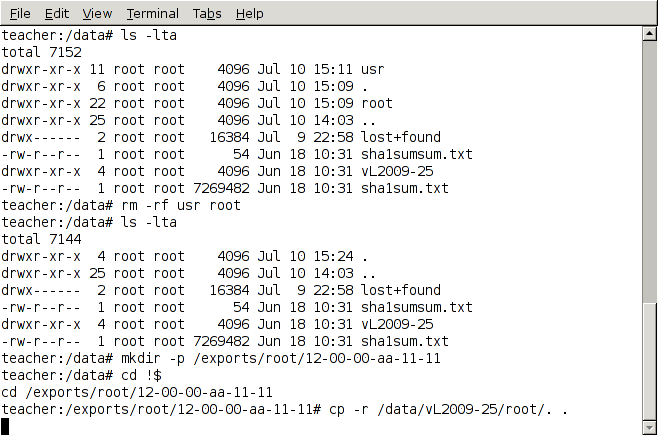 File Edit View Terminal Tabs Help
teacher:/data# ls -lta
total 7152
drwxr-xr-x 11 root root    4096 Jul 10 15:11 usr
drwxr-xr-x  6 root root    4096 Jul 10 15:09 .
drwxr-xr-x 22 root root    4096 Jul 10 15:09 root
drwxr-xr-x 25 root root    4096 Jul 10 14:03 ..
drwx------  2 root root   16384 Jul  9 22:58 lost+found
-rw-r--r--  1 root root      54 Jun 18 10:31 sha1sumsum.txt
drwxr-xr-x  4 root root    4096 Jun 18 10:31 vL2009-25
-rw-r--r--  1 root root 7269482 Jun 18 10:31 sha1sum.txt
teacher:/data# rm -rf usr root
teacher:/data# ls -lta
total 7144
drwxr-xr-x  4 root root    4096 Jul 10 15:24 .
drwxr-xr-x 25 root root    4096 Jul 10 14:03 ..
drwx------  2 root root   16384 Jul  9 22:58 lost+found
-rw-r--r--  1 root root      54 Jun 18 10:31 sha1sumsum.txt
drwxr-xr-x  4 root root    4096 Jun 18 10:31 vL2009-25
-rw-r--r--  1 root root 7269482 Jun 18 10:31 sha1sum.txt
teacher:/data# mkdir -p /exports/root/12-00-00-aa-11-11
teacher:/data# cd !$
cd /exports/root/12-00-00-aa-11-11
teacher:/exports/root/12-00-00-aa-11-11# cp -r /data/vL2009-25/root/. .